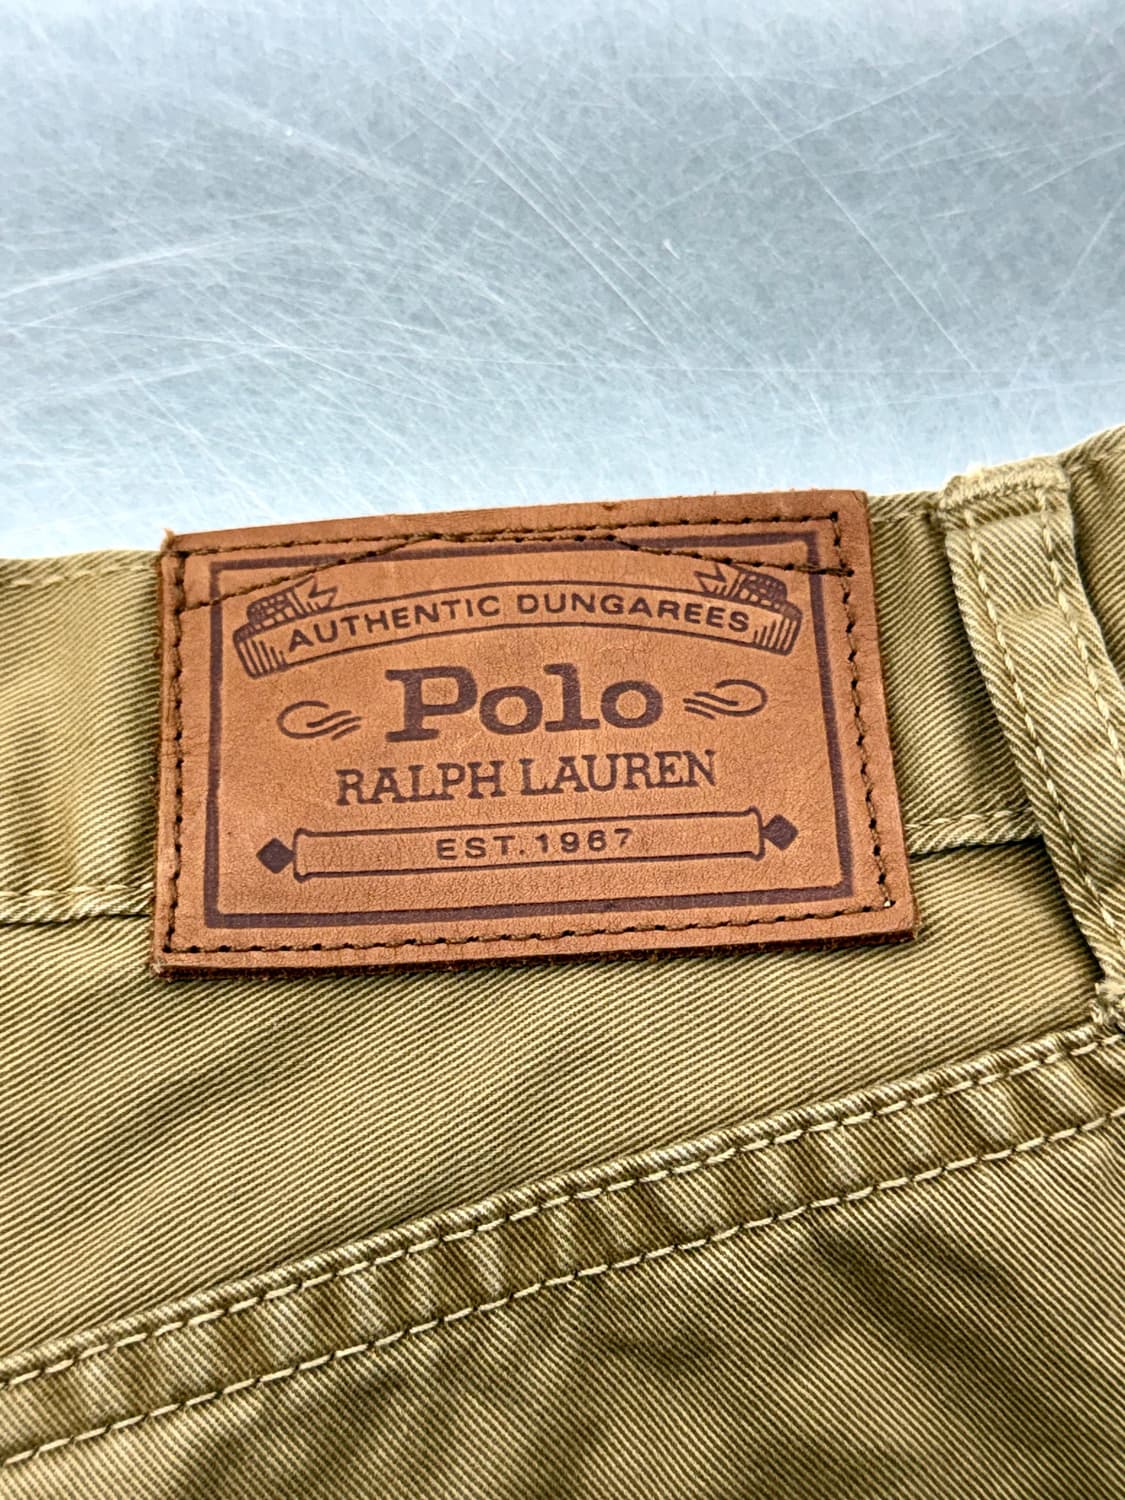 AUTHENTIC DUNGAREES
Polo
RALPH LAUREN
EST. 1967